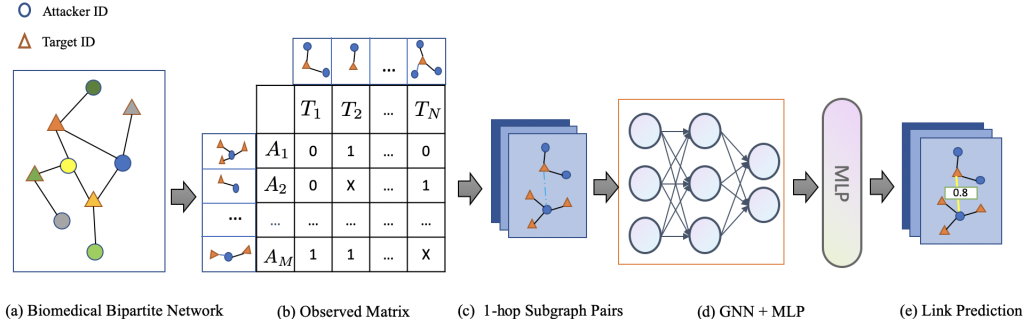 Attacker ID
Target ID
T1 T2 ... TN
A1 0 1 ... 0
A2 0 X ... 1
... ... ... ... ...
AM 1 1 ... X
...
MLP
0.8
(a) Biomedical Bipartite Network
(b) Observed Matrix
(c) 1-hop Subgraph Pairs
(d) GNN + MLP
(e) Link Prediction